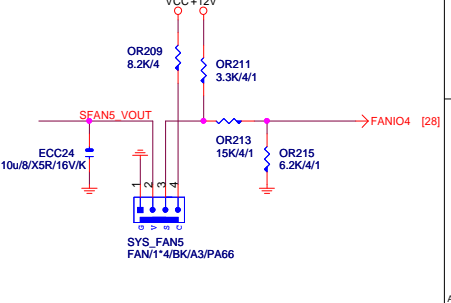 VCC +12V
OR209
8.2K/4
OR211
3.3K/4/1
SFAN5_VOUT
FANIO4 [28]
ECC24
10u/8/X5R/16V/K
OR213
15K/4/1
OR215
6.2K/4/1
1 2 3 4
G V S C
SYS_FAN5
FAN/1*4/BK/A3/PA66
A